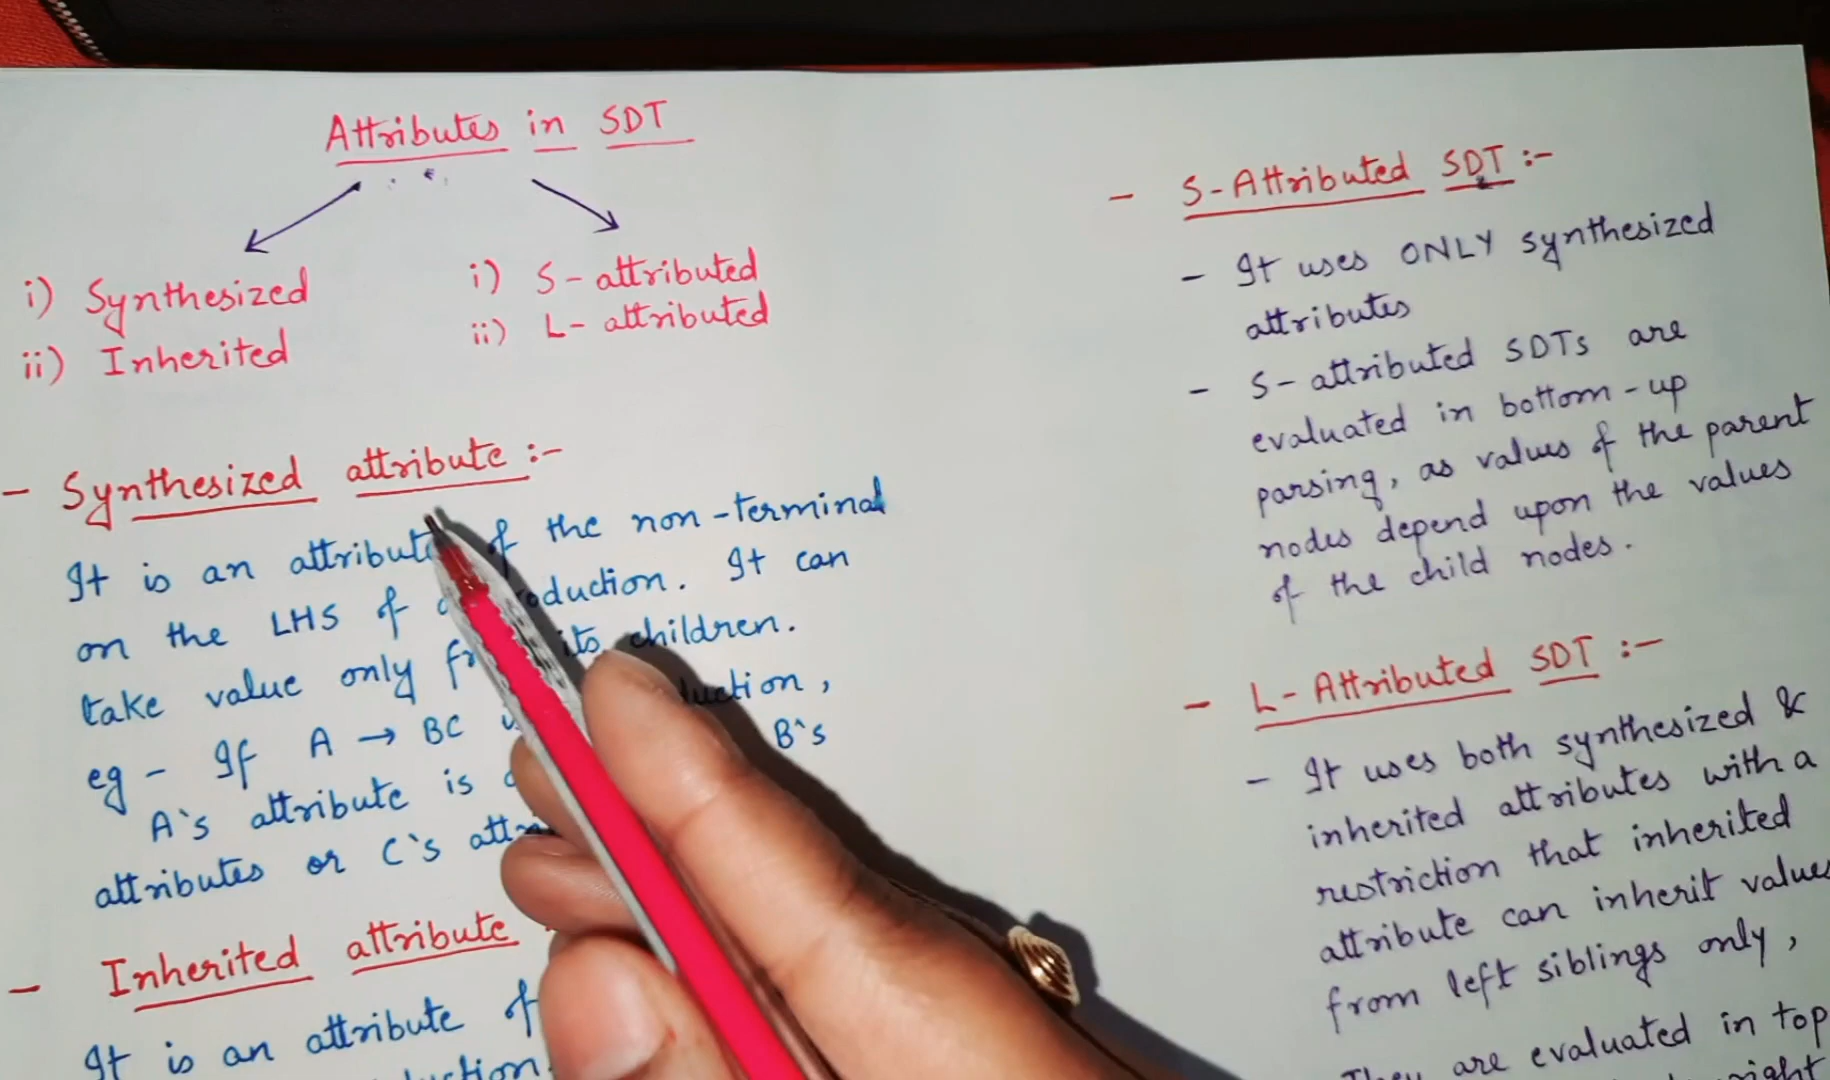 Attributes in SDT
i) Synthesized
ii) Inherited
i) S-attributed
ii) L-attributed
- Synthesized attribute :-
It is an attribute of the non-terminal
on the LHS of production. It can
take value only its children.
eg - If A → BC
A's attribute is B's
attributes or C's
- Inherited attribute
It is an attribute of
- S-Attributed SDT :-
- It uses ONLY synthesized
attributes
- S-attributed SDTs are
evaluated in bottom-up
parsing, as values of the parent
nodes depend upon the values
of the child nodes.
- L-Attributed SDT :-
- It uses both synthesized &
inherited attributes with a
restriction that inherited
attribute can inherit values
from left siblings only,
are evaluated in top